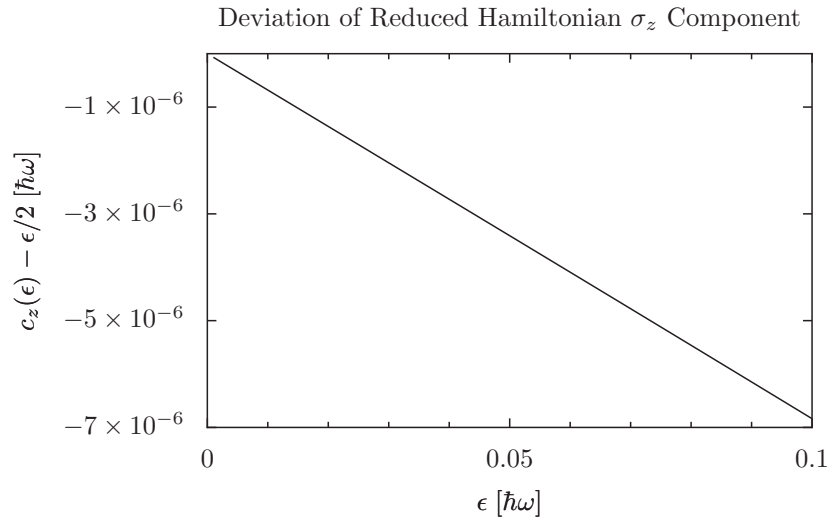 Deviation of Reduced Hamiltonian σ_z Component
−1 × 10⁻⁶
−3 × 10⁻⁶
−5 × 10⁻⁶
−7 × 10⁻⁶
c_z(ϵ) − ϵ/2 [ℏω]
0
0.05
0.1
ϵ [ℏω]